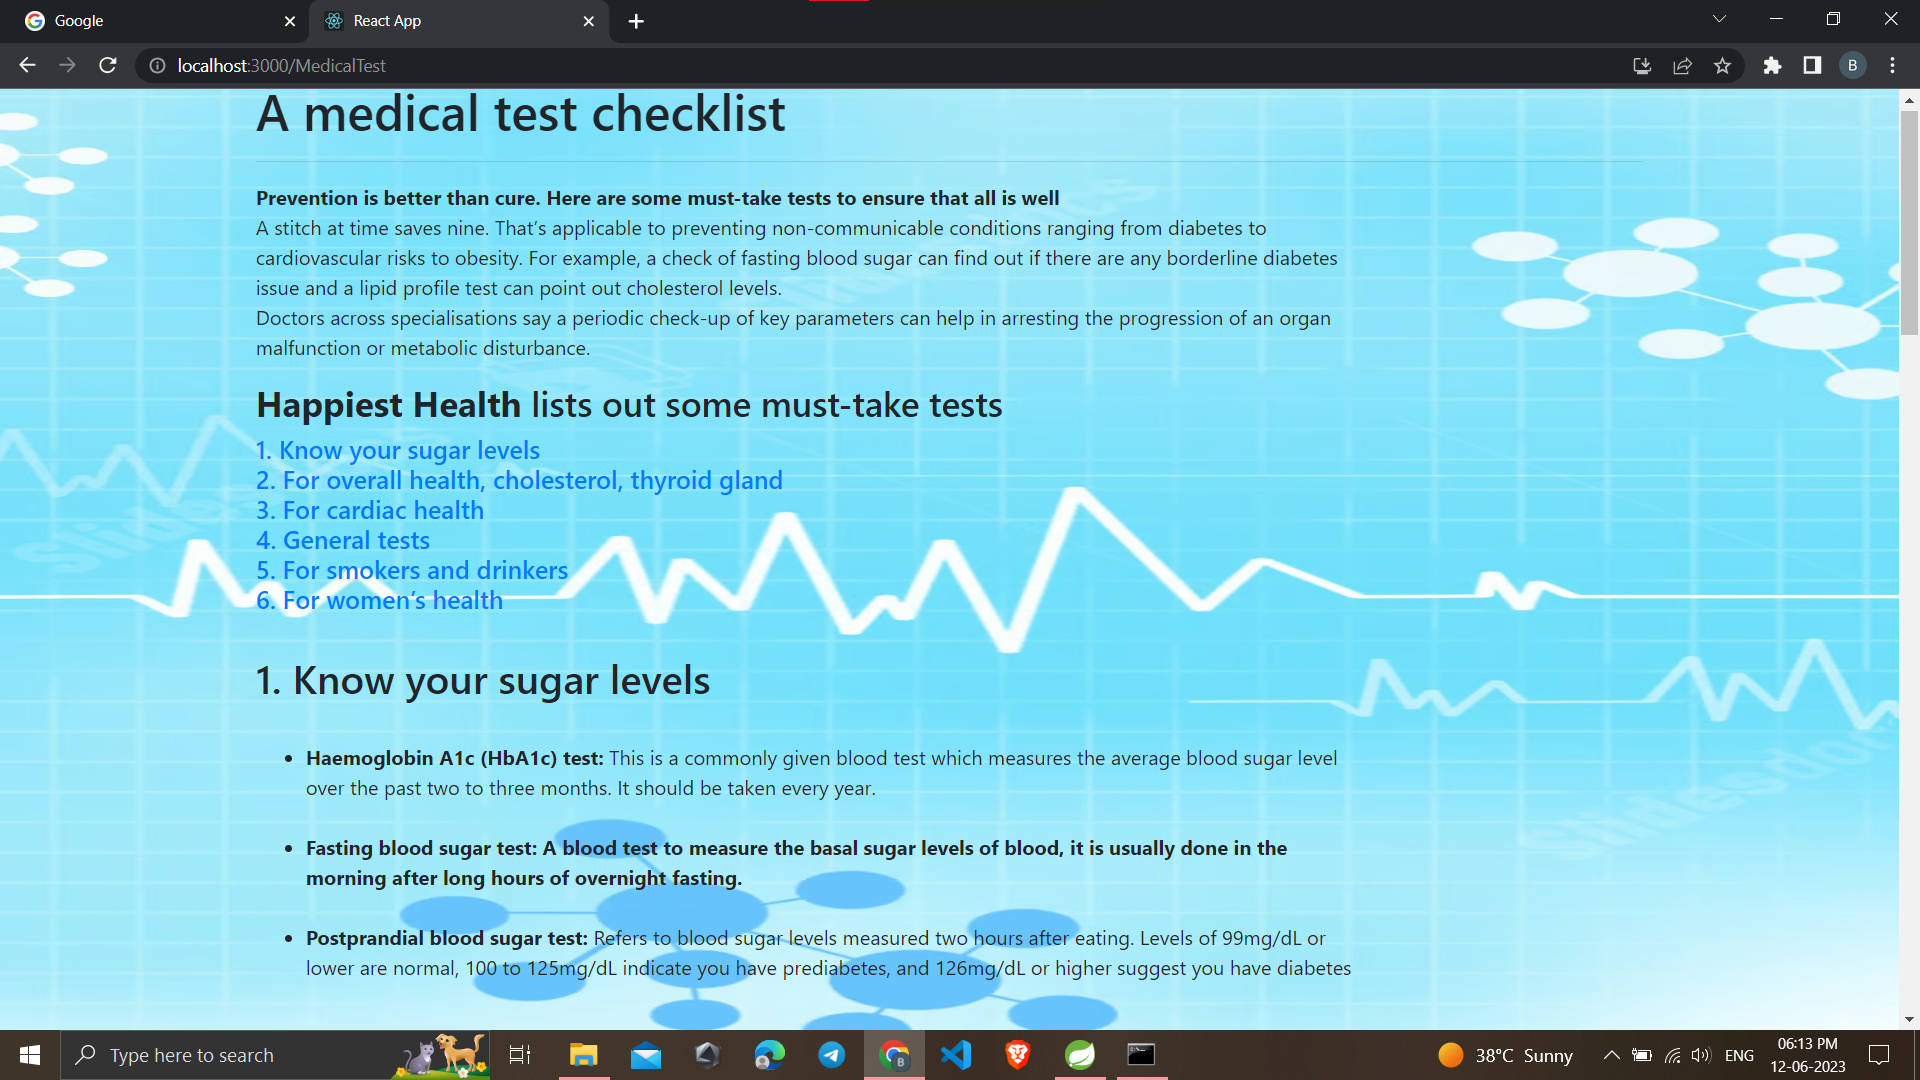 Google
React App
localhost:3000/MedicalTest
B
A medical test checklist
Prevention is better than cure. Here are some must-take tests to ensure that all is well
A stitch at time saves nine. That’s applicable to preventing non-communicable conditions ranging from diabetes to
cardiovascular risks to obesity. For example, a check of fasting blood sugar can find out if there are any borderline diabetes
issue and a lipid profile test can point out cholesterol levels.
Doctors across specialisations say a periodic check-up of key parameters can help in arresting the progression of an organ
malfunction or metabolic disturbance.
Happiest Health lists out some must-take tests
1. Know your sugar levels
2. For overall health, cholesterol, thyroid gland
3. For cardiac health
4. General tests
5. For smokers and drinkers
6. For women’s health
1. Know your sugar levels
• Haemoglobin A1c (HbA1c) test: This is a commonly given blood test which measures the average blood sugar level
over the past two to three months. It should be taken every year.
• Fasting blood sugar test: A blood test to measure the basal sugar levels of blood, it is usually done in the
morning after long hours of overnight fasting.
• Postprandial blood sugar test: Refers to blood sugar levels measured two hours after eating. Levels of 99mg/dL or
lower are normal, 100 to 125mg/dL indicate you have prediabetes, and 126mg/dL or higher suggest you have diabetes
Type here to search
B
38°C Sunny
ENG
06:13 PM
12-06-2023